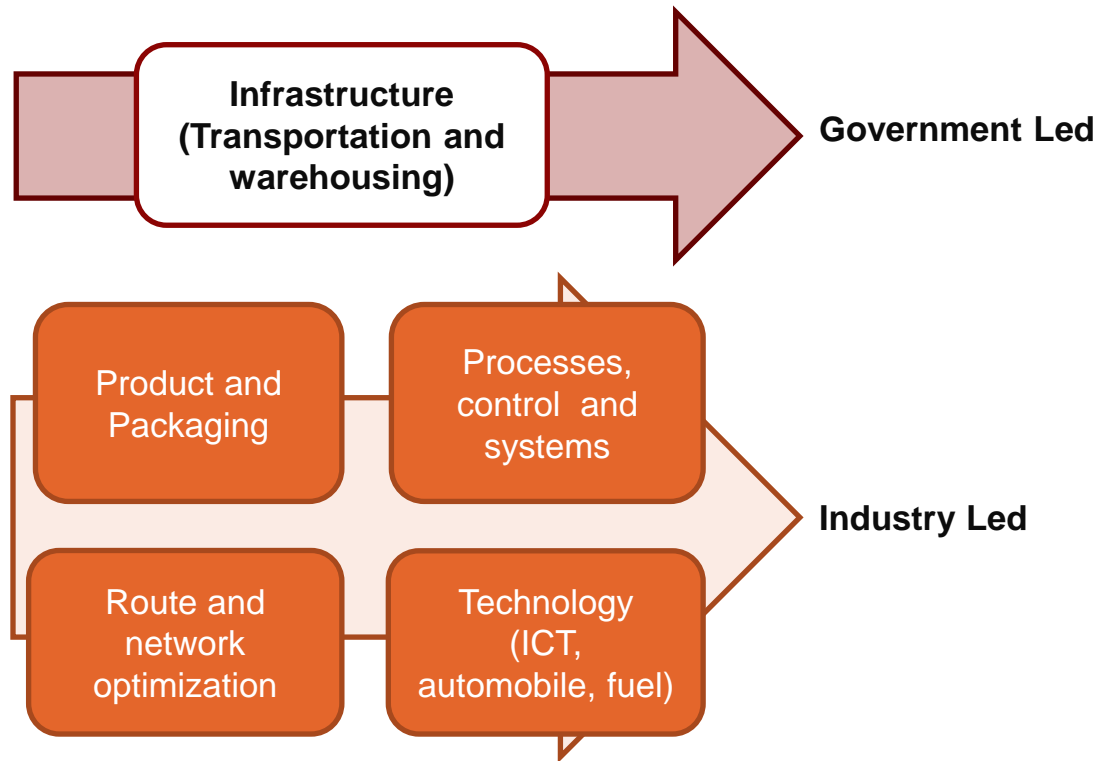 Infrastructure
(Transportation and
warehousing)
Government Led
Product and
Packaging
Processes,
control and
systems
Route and
network
optimization
Technology
(ICT,
automobile, fuel)
Industry Led